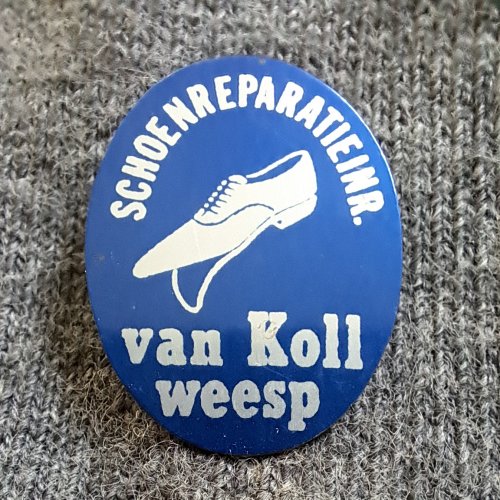 SCHOENREPARATIEINR.
van Koll
weesp